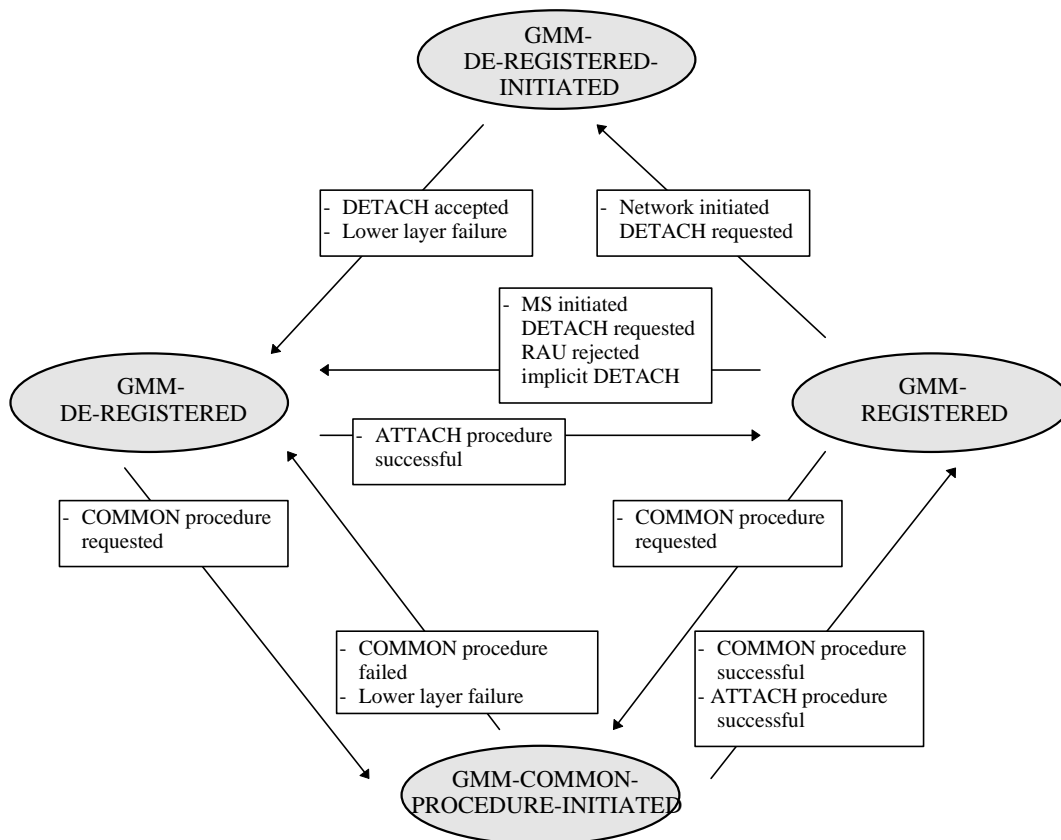 GMM-
DE-REGISTERED-
INITIATED
- DETACH accepted
- Lower layer failure
- Network initiated
DETACH requested
- MS initiated
DETACH requested
RAU rejected
implicit DETACH
GMM-
DE-REGISTERED
GMM-
REGISTERED
- ATTACH procedure
successful
- COMMON procedure
requested
- COMMON procedure
requested
- COMMON procedure
failed
- Lower layer failure
- COMMON procedure
successful
- ATTACH procedure
successful
GMM-COMMON-
PROCEDURE-INITIATED